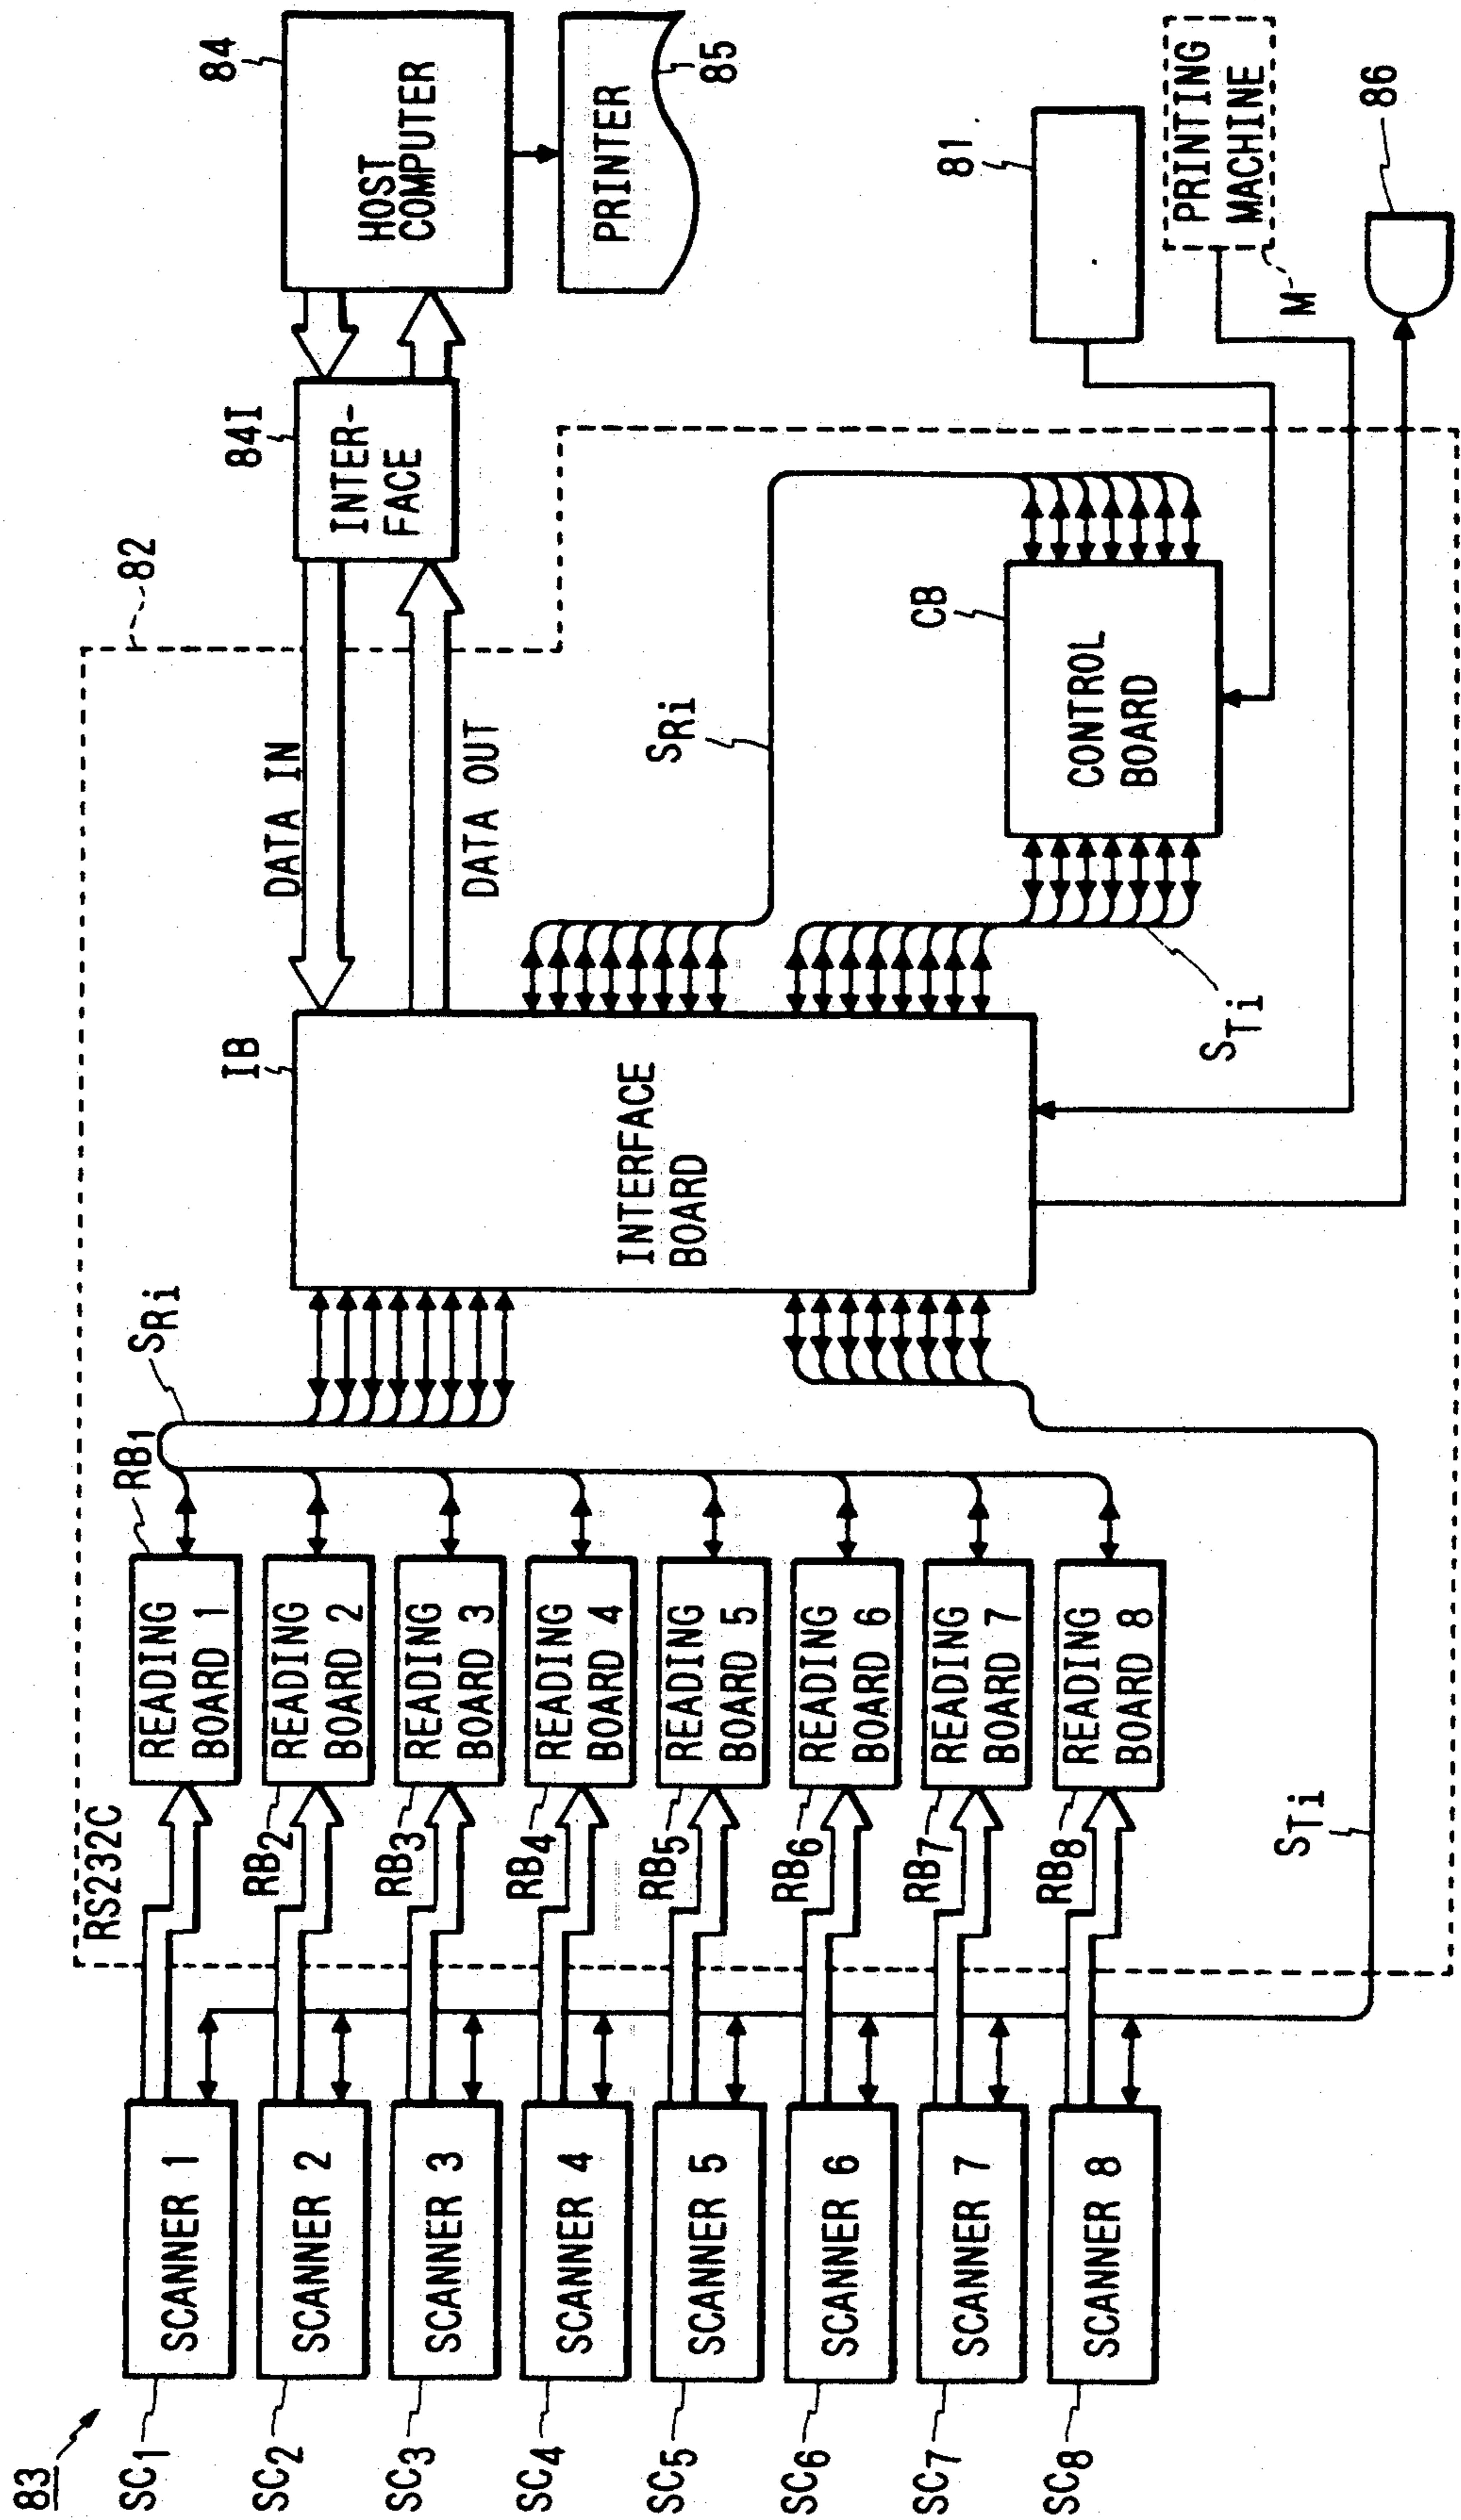 83
SC1
SC2
SC3
SC4
SC5
SC6
SC7
SC8
SCANNER 1
SCANNER 2
SCANNER 3
SCANNER 4
SCANNER 5
SCANNER 6
SCANNER 7
SCANNER 8
RS232C
RB1
RB2
RB3
RB4
RB5
RB6
RB7
RB8
READING
BOARD 1
READING
BOARD 2
READING
BOARD 3
READING
BOARD 4
READING
BOARD 5
READING
BOARD 6
READING
BOARD 7
READING
BOARD 8
SRi
STi
IB
INTERFACE
BOARD
DATA IN
DATA OUT
82
SRi
STi
CB
CONTROL
BOARD
84I
INTER-
FACE
84
HOST
COMPUTER
PRINTER
85
81
PRINTING
MACHINE
M
86